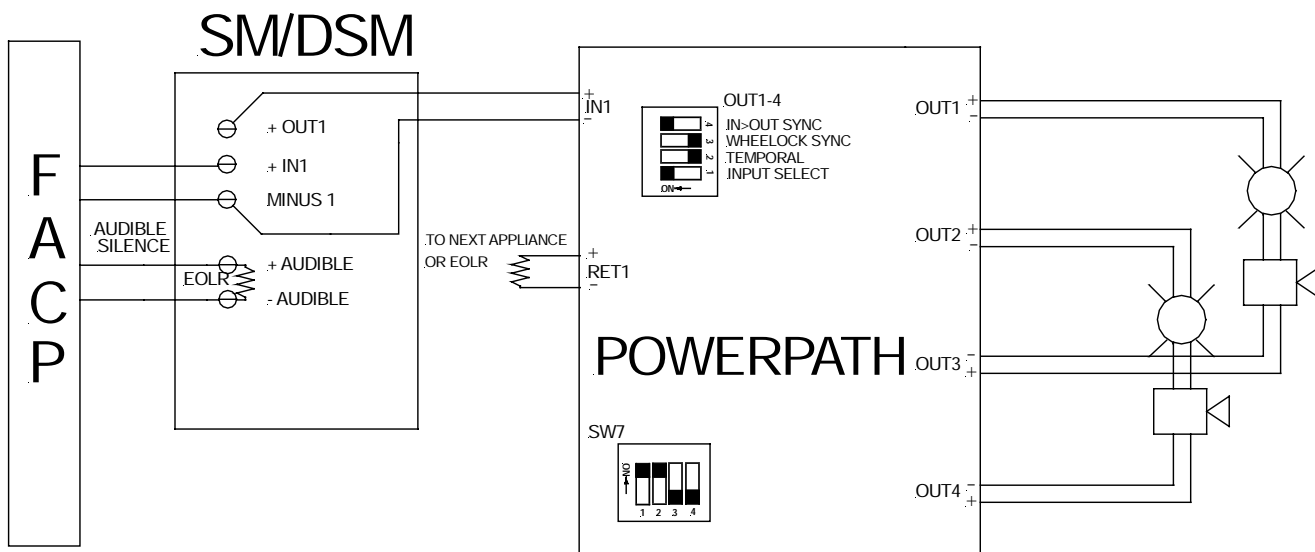 SM/DSM
F
A
C
P
+ OUT1
+ IN1
MINUS 1
AUDIBLE
SILENCE
EOLR
+ AUDIBLE
- AUDIBLE
TO NEXT APPLIANCE
OR EOLR
+
IN1
-
+
RET1
-
OUT1-4
4 IN>OUT SYNC
3 WHEELOCK SYNC
2 TEMPORAL
1 INPUT SELECT
ON
POWERPATH
SW7
ON
1 2 3 4
OUT1 +
-
OUT2 +
-
OUT3 -
+
OUT4 -
+